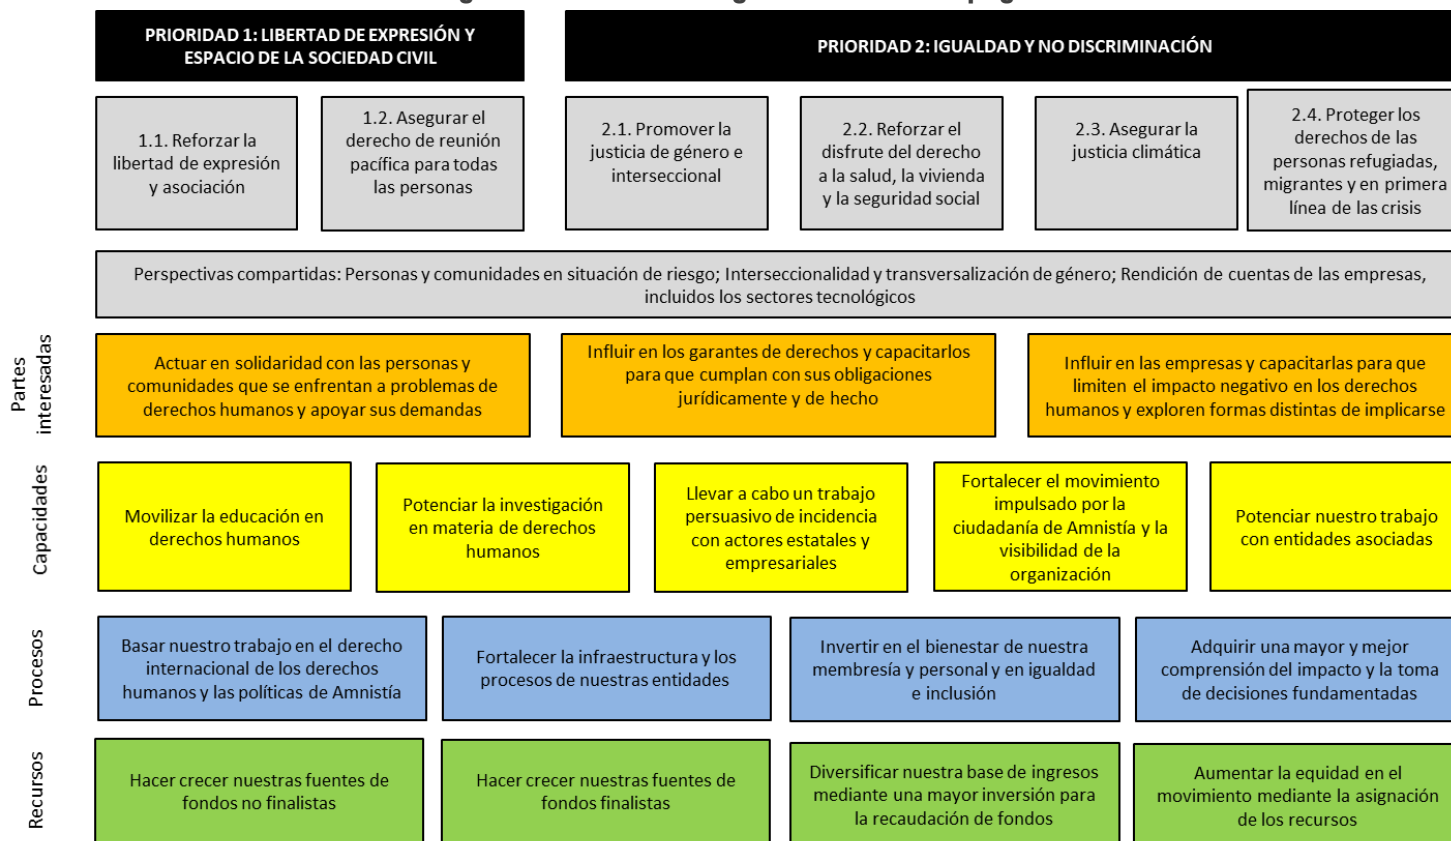 PRIORIDAD 1: LIBERTAD DE EXPRESIÓN Y
ESPACIO DE LA SOCIEDAD CIVIL
PRIORIDAD 2: IGUALDAD Y NO DISCRIMINACIÓN
1.1. Reforzar la
libertad de expresión
y asociación
1.2. Asegurar el
derecho de reunión
pacífica para todas
las personas
2.1. Promover la
justicia de género e
interseccional
2.2. Reforzar el
disfrute del derecho
a la salud, la vivienda
y la seguridad social
2.3. Asegurar la
justicia climática
2.4. Proteger los
derechos de las
personas refugiadas,
migrantes y en primera
línea de las crisis
Perspectivas compartidas: Personas y comunidades en situación de riesgo; Interseccionalidad y transversalización de género; Rendición de cuentas de las empresas,
incluidos los sectores tecnológicos
Partes
interesadas
Actuar en solidaridad con las personas y
comunidades que se enfrentan a problemas de
derechos humanos y apoyar sus demandas
Influir en los garantes de derechos y capacitarlos
para que cumplan con sus obligaciones
jurídicamente y de hecho
Influir en las empresas y capacitarlas para que
limiten el impacto negativo en los derechos
humanos y exploren formas distintas de implicarse
Capacidades
Movilizar la educación en
derechos humanos
Potenciar la investigación
en materia de derechos
humanos
Llevar a cabo un trabajo
persuasivo de incidencia
con actores estatales y
empresariales
Fortalecer el movimiento
impulsado por la
ciudadanía de Amnistía y la
visibilidad de la
organización
Potenciar nuestro trabajo
con entidades asociadas
Procesos
Basar nuestro trabajo en el derecho
internacional de los derechos
humanos y las políticas de Amnistía
Fortalecer la infraestructura y los
procesos de nuestras entidades
Invertir en el bienestar de nuestra
membresía y personal y en igualdad
e inclusión
Adquirir una mayor y mejor
comprensión del impacto y la toma
de decisiones fundamentadas
Recursos
Hacer crecer nuestras fuentes de
fondos no finalistas
Hacer crecer nuestras fuentes de
fondos finalistas
Diversificar nuestra base de ingresos
mediante una mayor inversión para
la recaudación de fondos
Aumentar la equidad en el
movimiento mediante la asignación
de los recursos